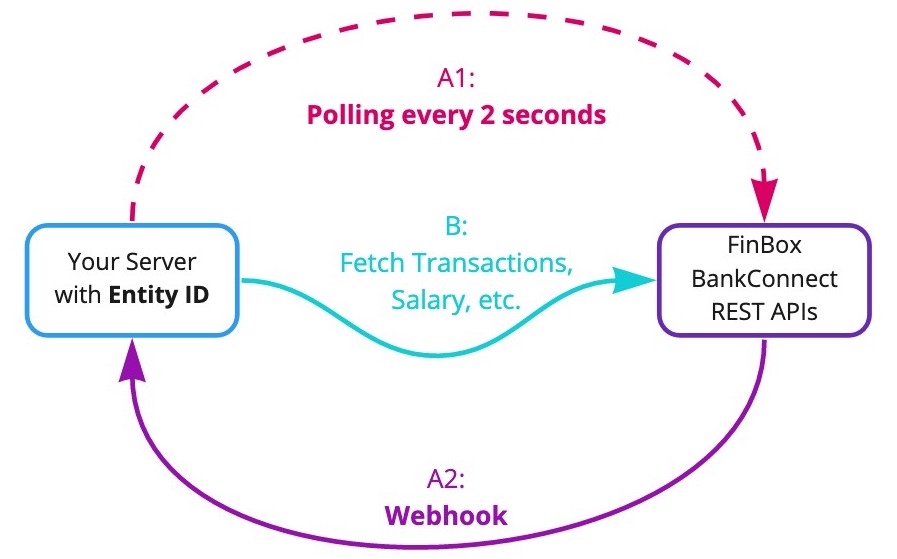 A1:
Polling every 2 seconds
B:
Fetch Transactions,
Salary, etc.
Your Server
with Entity ID
FinBox
BankConnect
REST APIs
A2:
Webhook